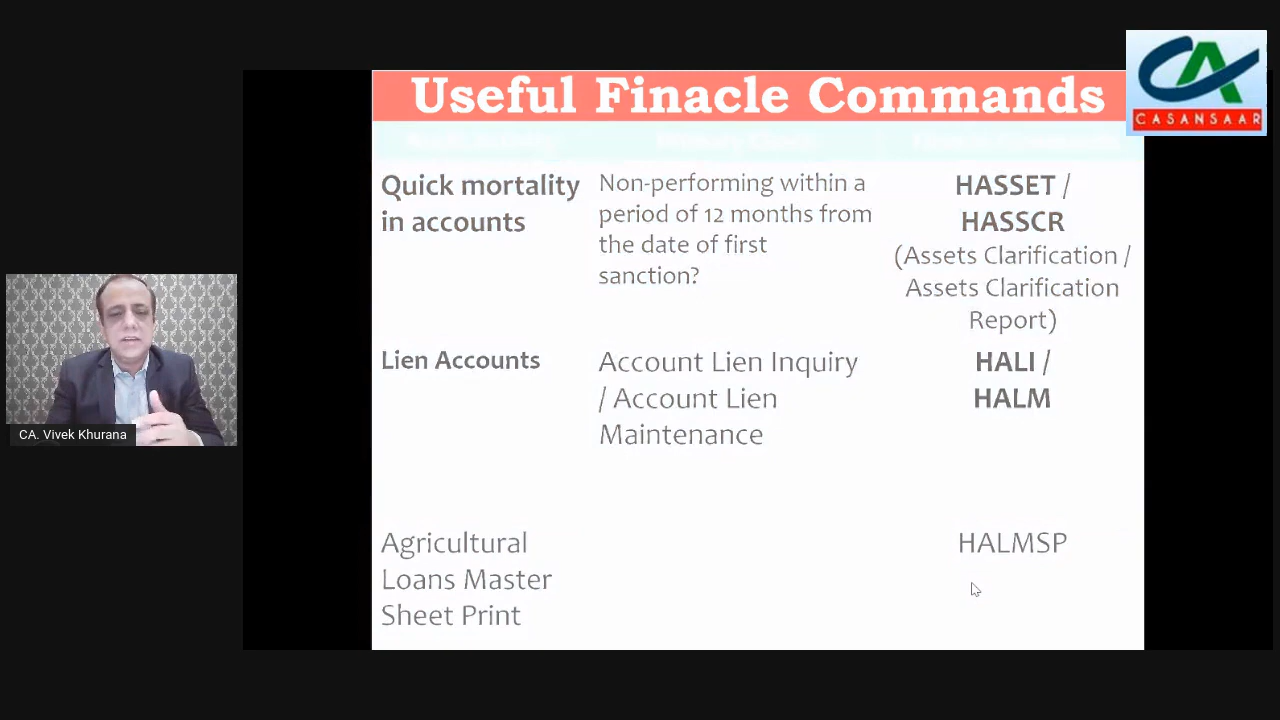 Useful Finacle Commands
CASANSAAR
Quick mortality
in accounts
Non-performing within a
period of 12 months from
the date of first
sanction?
HASSET /
HASSCR
(Assets Clarification /
Assets Clarification
Report)
Lien Accounts
Account Lien Inquiry
/ Account Lien
Maintenance
HALI /
HALM
Agricultural
Loans Master
Sheet Print
HALMSP
CA. Vivek Khurana